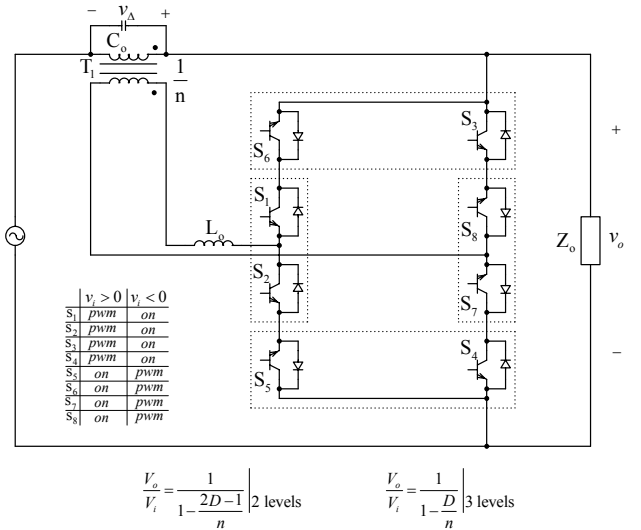 − v_Δ +
C_o
T_1
1/n
S_3
S_6
S_1
S_8
L_o
S_2
S_7
S_5
S_4
+
Z_o v_o
−
v_i > 0 v_i < 0
S_1 pwm on
S_2 pwm on
S_3 pwm on
S_4 pwm on
S_5 on pwm
S_6 on pwm
S_7 on pwm
S_8 on pwm
V_o/V_i = 1/(1 − (2D−1)/n) | 2 levels
V_o/V_i = 1/(1 − D/n) | 3 levels